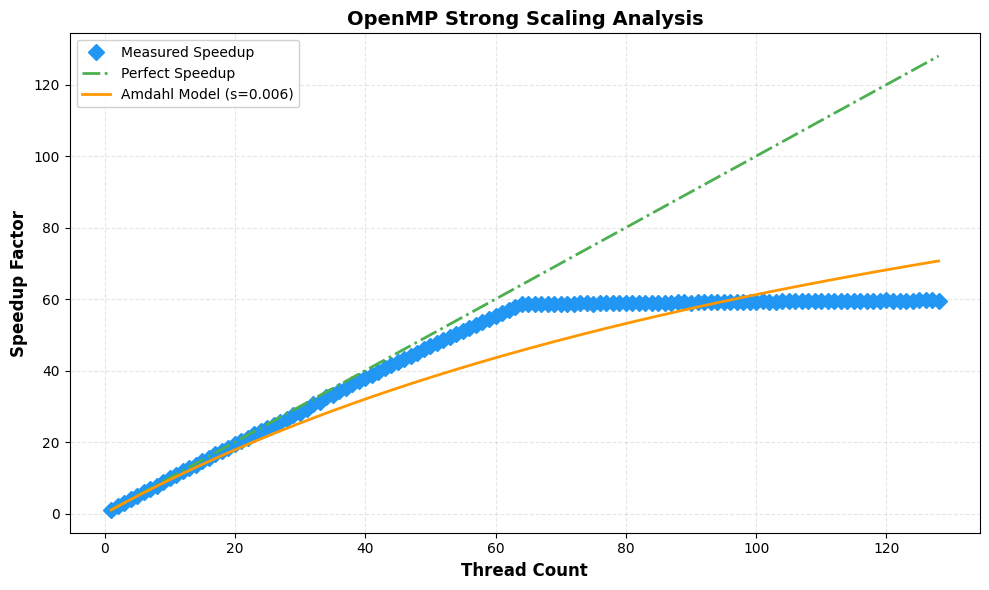 OpenMP Strong Scaling Analysis
Measured Speedup
Perfect Speedup
Amdahl Model (s=0.006)
Speedup Factor
120
100
80
60
40
20
0
0 20 40 60 80 100 120
Thread Count